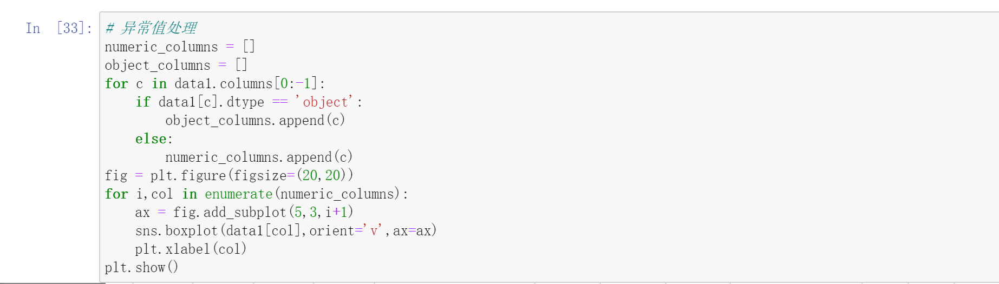 In [33]: # 异常值处理
numeric_columns = []
object_columns = []
for c in data1.columns[0:-1]:
    if data1[c].dtype == 'object':
        object_columns.append(c)
    else:
        numeric_columns.append(c)
fig = plt.figure(figsize=(20,20))
for i,col in enumerate(numeric_columns):
    ax = fig.add_subplot(5,3,i+1)
    sns.boxplot(data1[col],orient='v',ax=ax)
    plt.xlabel(col)
plt.show()